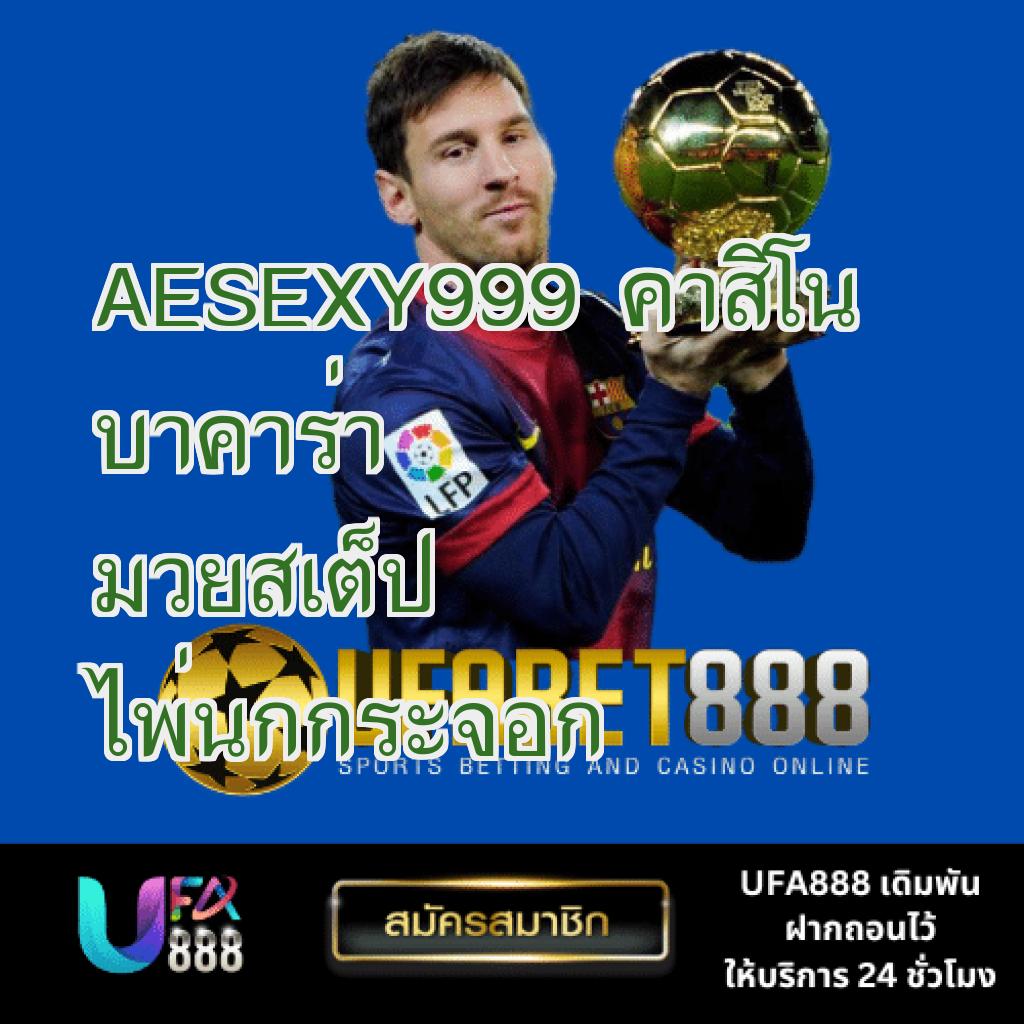 AESEXY999 คาสิโน
บาคาร่า
LFP
มวยสเต็ป
ไพ่นกกระจอก
UFABET888
SPORTS BETTING AND CASINO ONLINE
UFA
888
สมัครสมาชิก
UFA888 เดิมพัน
ฝากถอนไว้
ให้บริการ 24 ชั่วโมง